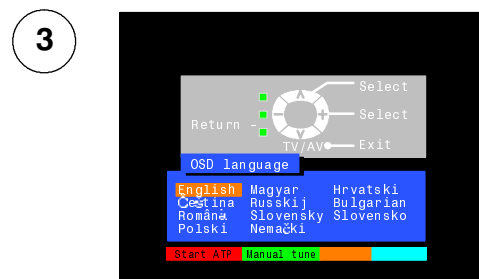 3
Select
Select
Return –
TV/AV Exit
OSD language
English Magyar Hrvatski
Čeština Russkij Bulgarian
Română Slovensky Slovensko
Polski Nemački
Start ATP Manual tune